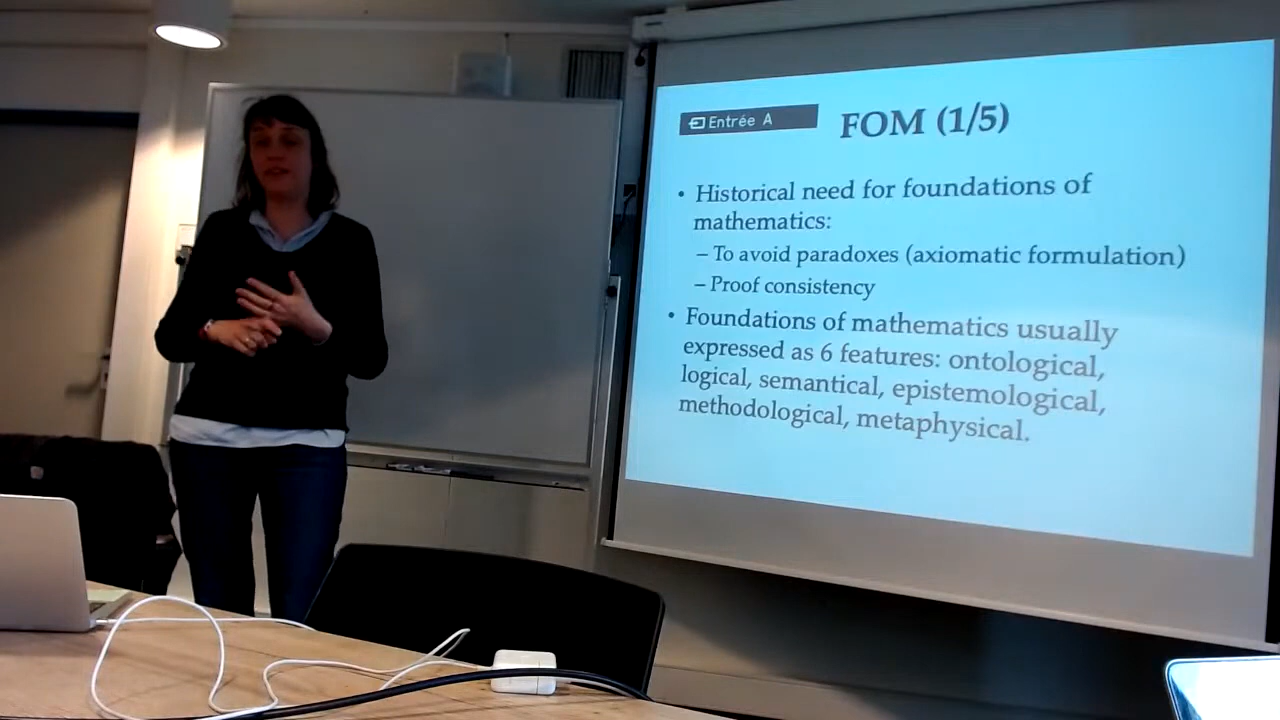 Entrée A
FOM (1/5)
• Historical need for foundations of
mathematics:
– To avoid paradoxes (axiomatic formulation)
– Proof consistency
• Foundations of mathematics usually
expressed as 6 features: ontological,
logical, semantical, epistemological,
methodological, metaphysical.